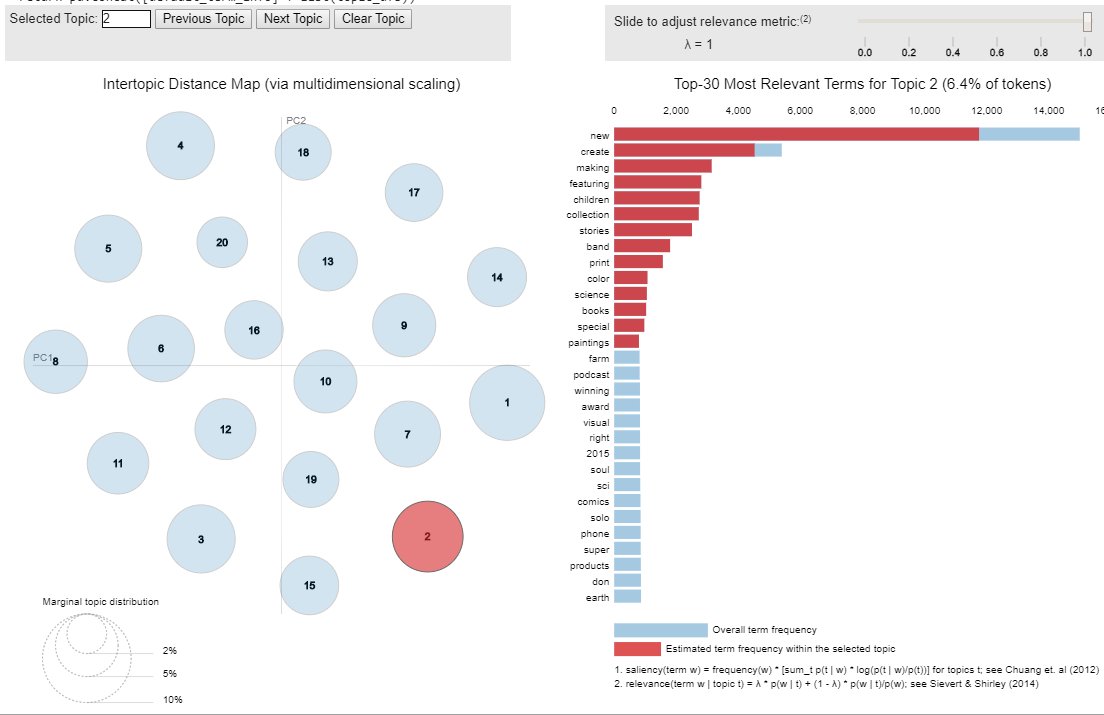 Selected Topic: 2 Previous Topic Next Topic Clear Topic
Slide to adjust relevance metric:(2)
λ = 1
0.0 0.2 0.4 0.6 0.8 1.0
Intertopic Distance Map (via multidimensional scaling)
PC2
PC1
4
18
17
5
20
13
14
16
9
6
8
10
1
12
7
11
19
3
2
15
Marginal topic distribution
2%
5%
10%
Top-30 Most Relevant Terms for Topic 2 (6.4% of tokens)
0 2,000 4,000 6,000 8,000 10,000 12,000 14,000
new
create
making
featuring
children
collection
stories
band
print
color
science
books
special
paintings
farm
podcast
winning
award
visual
right
2015
soul
sci
comics
solo
phone
super
products
don
earth
Overall term frequency
Estimated term frequency within the selected topic
1. saliency(term w) = frequency(w) * [sum_t p(t | w) * log(p(t | w)/p(t))] for topics t; see Chuang et. al (2012)
2. relevance(term w | topic t) = λ * p(w | t) + (1 - λ) * p(w | t)/p(w); see Sievert & Shirley (2014)